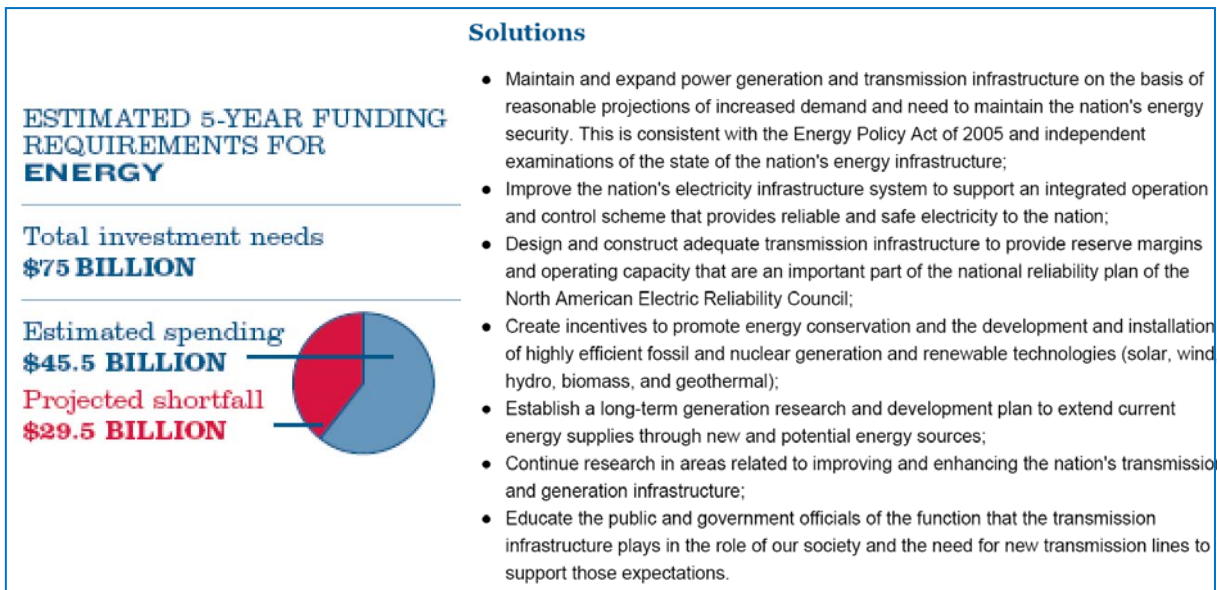 Solutions
ESTIMATED 5-YEAR FUNDING
REQUIREMENTS FOR
ENERGY
Total investment needs
$75 BILLION
Estimated spending
$45.5 BILLION
Projected shortfall
$29.5 BILLION
● Maintain and expand power generation and transmission infrastructure on the basis of
reasonable projections of increased demand and need to maintain the nation's energy
security. This is consistent with the Energy Policy Act of 2005 and independent
examinations of the state of the nation's energy infrastructure;
● Improve the nation's electricity infrastructure system to support an integrated operation
and control scheme that provides reliable and safe electricity to the nation;
● Design and construct adequate transmission infrastructure to provide reserve margins
and operating capacity that are an important part of the national reliability plan of the
North American Electric Reliability Council;
● Create incentives to promote energy conservation and the development and installation
of highly efficient fossil and nuclear generation and renewable technologies (solar, wind
hydro, biomass, and geothermal);
● Establish a long-term generation research and development plan to extend current
energy supplies through new and potential energy sources;
● Continue research in areas related to improving and enhancing the nation's transmissio
and generation infrastructure;
● Educate the public and government officials of the function that the transmission
infrastructure plays in the role of our society and the need for new transmission lines to
support those expectations.